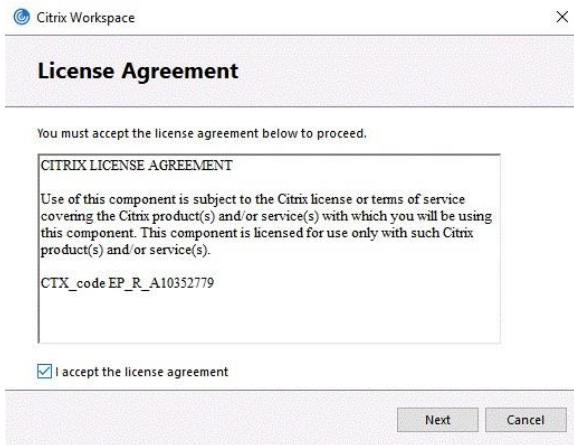 Citrix Workspace
License Agreement
You must accept the license agreement below to proceed.
CITRIX LICENSE AGREEMENT
Use of this component is subject to the Citrix license or terms of service
covering the Citrix product(s) and/or service(s) with which you will be using
this component. This component is licensed for use only with such Citrix
product(s) and/or service(s).
CTX_code EP_R_A10352779
I accept the license agreement
Next Cancel